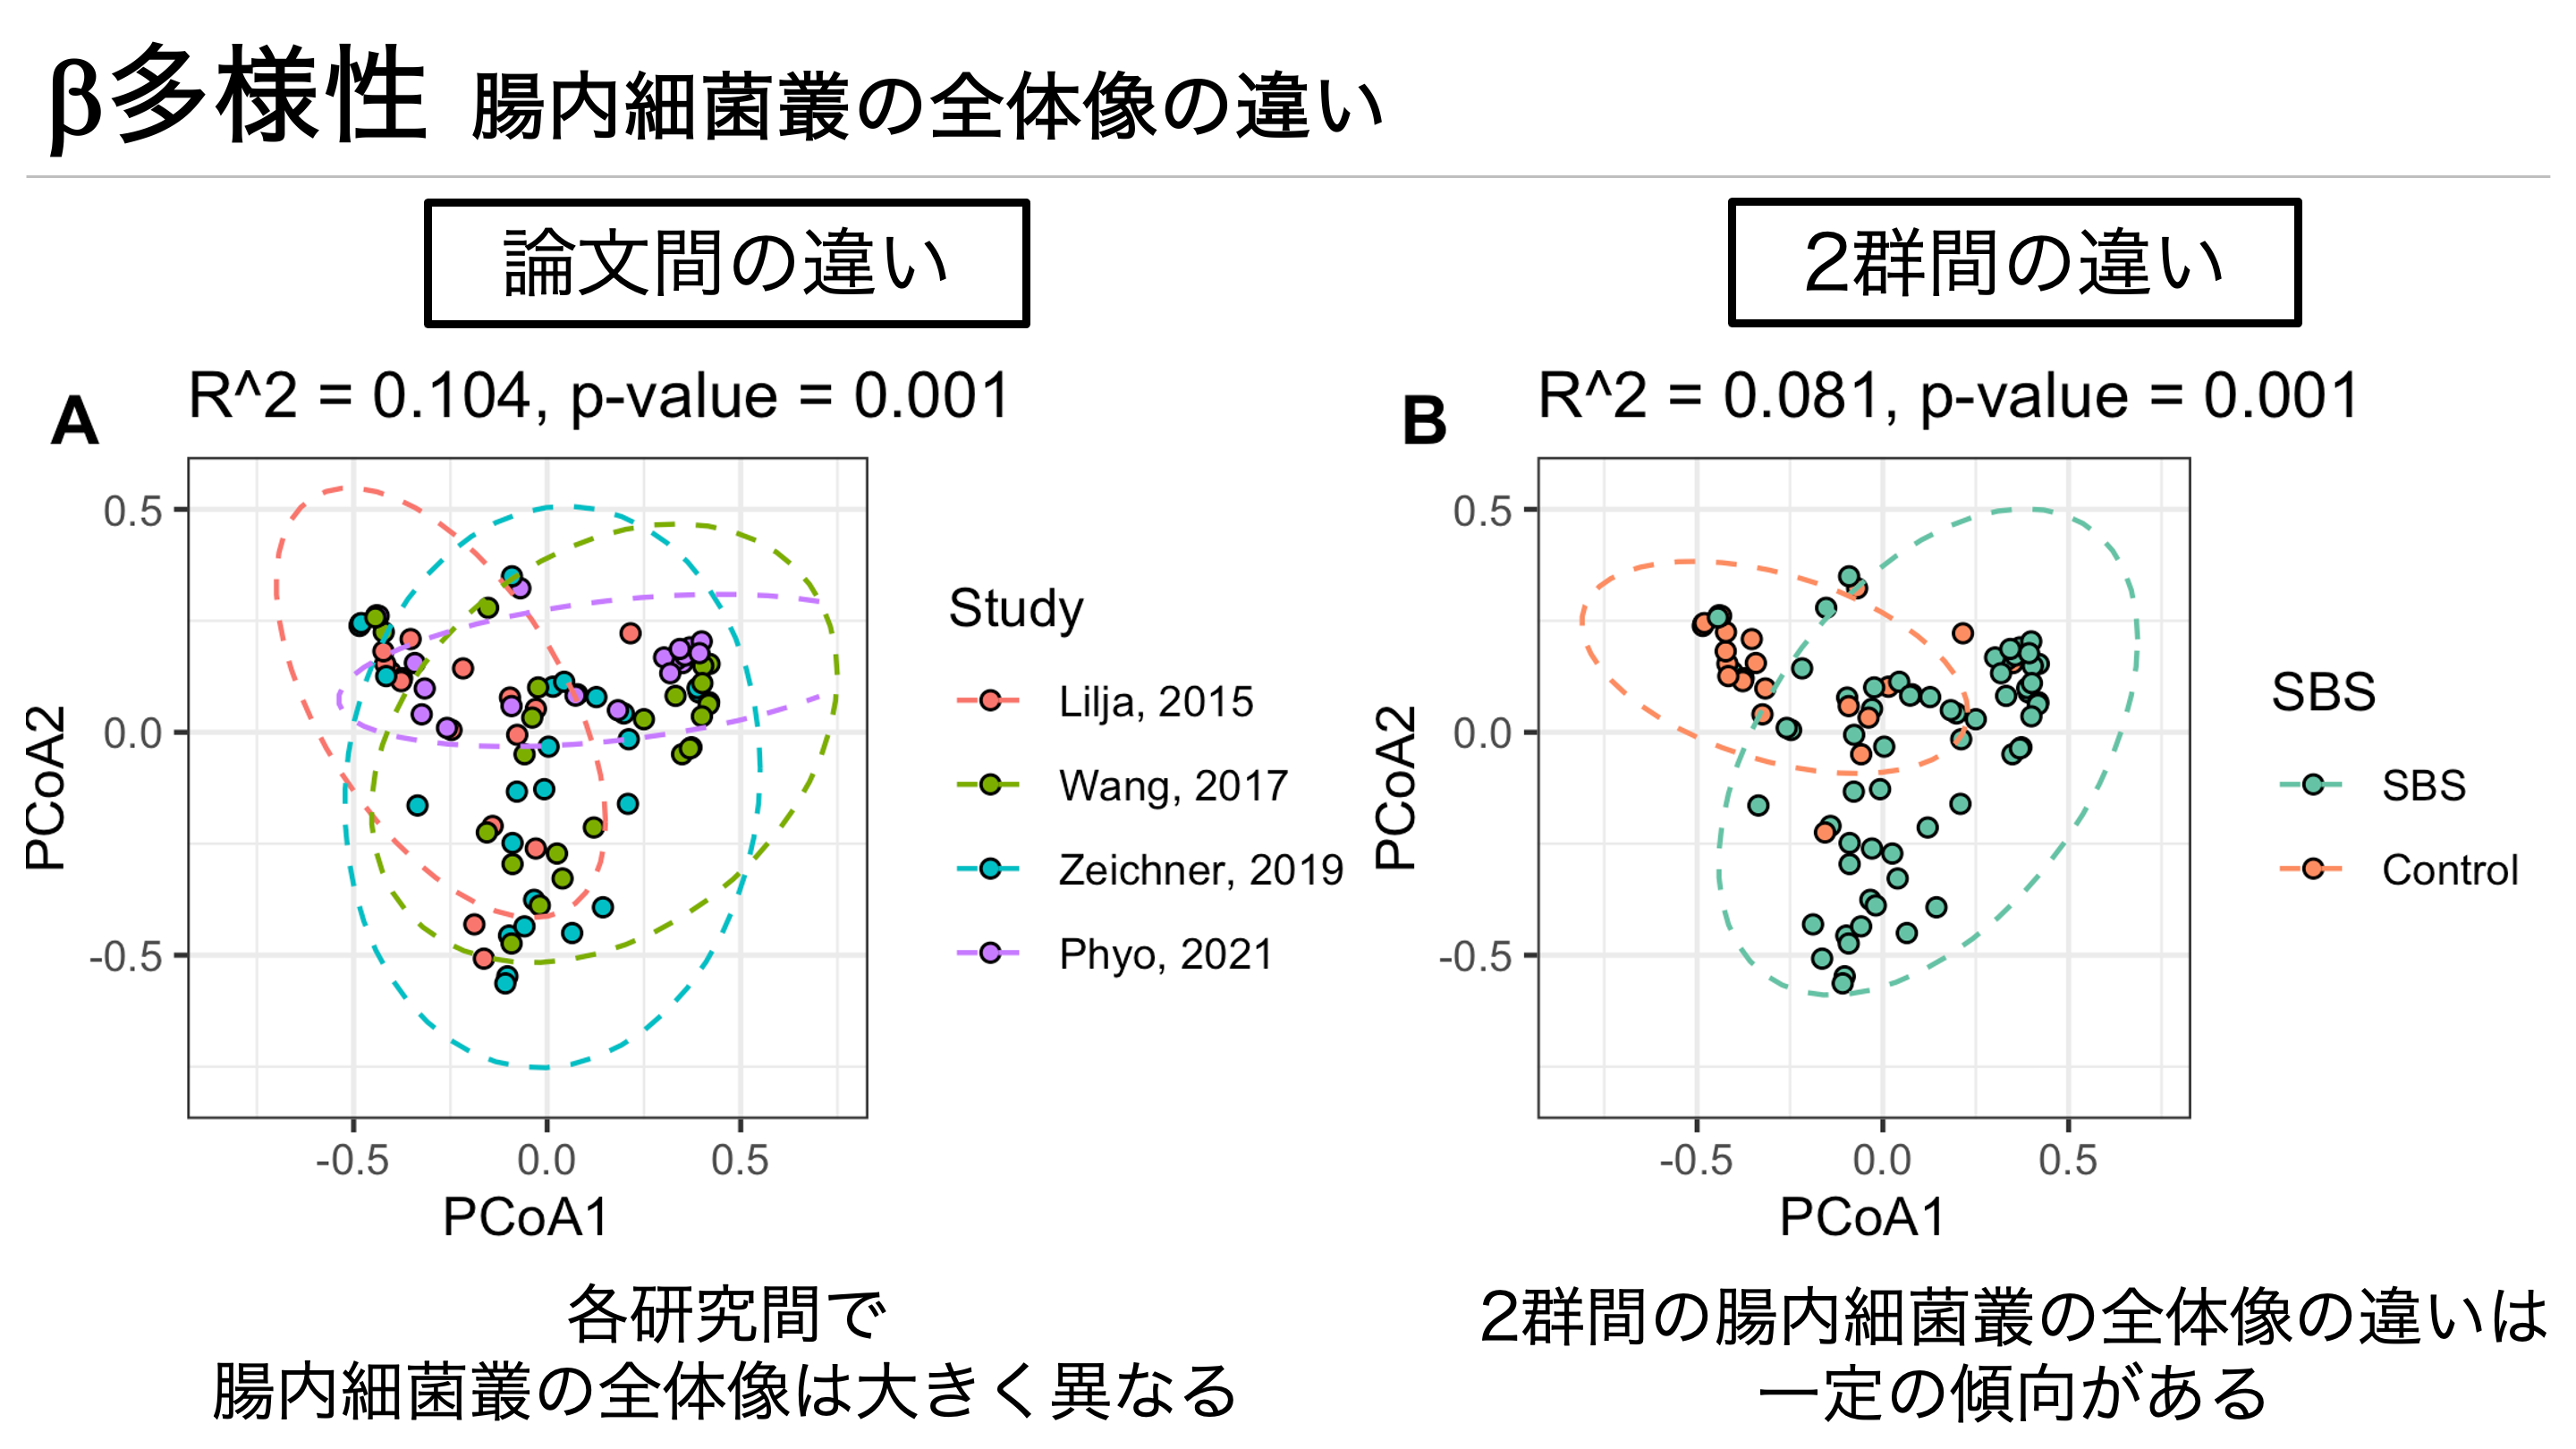 β多様性 腸内細菌叢の全体像の違い
論文間の違い
2群間の違い
A
R^2 = 0.104, p-value = 0.001
0.5
0.0
-0.5
PCoA2
-0.5 0.0 0.5
PCoA1
Study
Lilja, 2015
Wang, 2017
Zeichner, 2019
Phyo, 2021
B
R^2 = 0.081, p-value = 0.001
0.5
0.0
-0.5
PCoA2
-0.5 0.0 0.5
PCoA1
SBS
SBS
Control
各研究間で
腸内細菌叢の全体像は大きく異なる
2群間の腸内細菌叢の全体像の違いは
一定の傾向がある